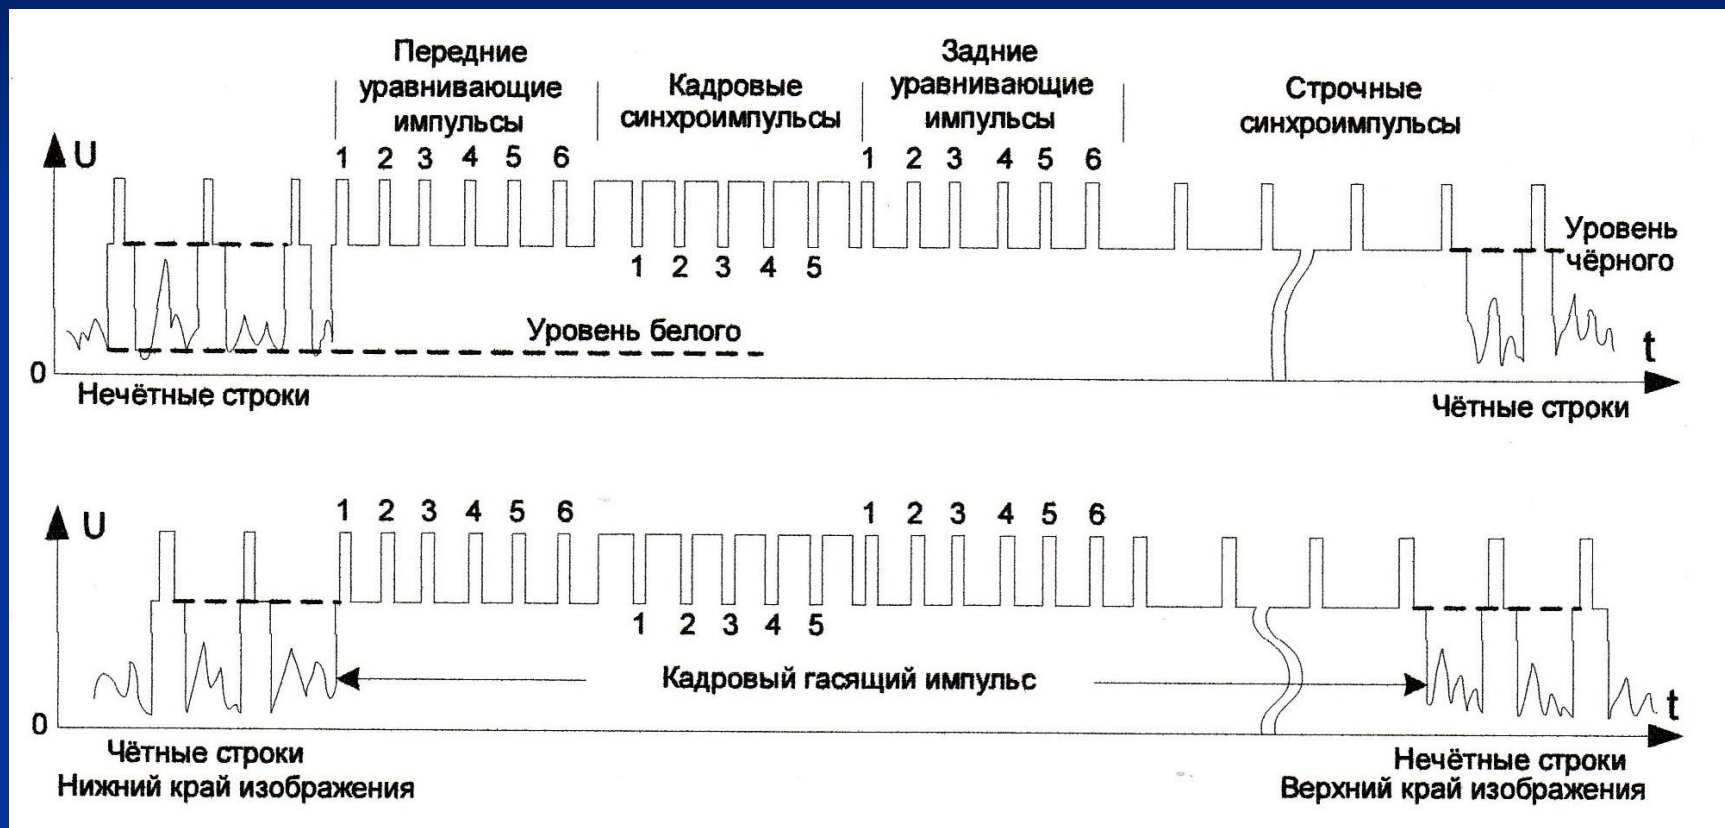 Передние
уравнивающие
импульсы
Кадровые
синхроимпульсы
Задние
уравнивающие
импульсы
Строчные
синхроимпульсы
U
1 2 3 4 5 6
1 2 3 4 5 6
1 2 3 4 5
Уровень
чёрного
Уровень белого
t
0
Нечётные строки
Чётные строки
U
1 2 3 4 5 6
1 2 3 4 5 6
1 2 3 4 5
Кадровый гасящий импульс
t
0
Чётные строки
Нижний край изображения
Нечётные строки
Верхний край изображения